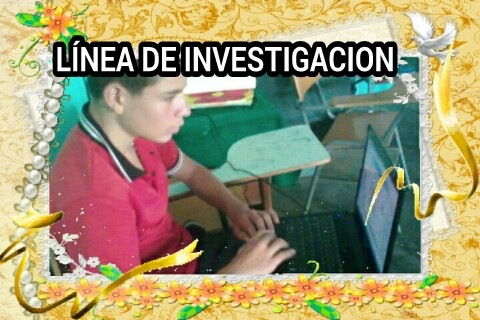 LÍNEA DE INVESTIGACION